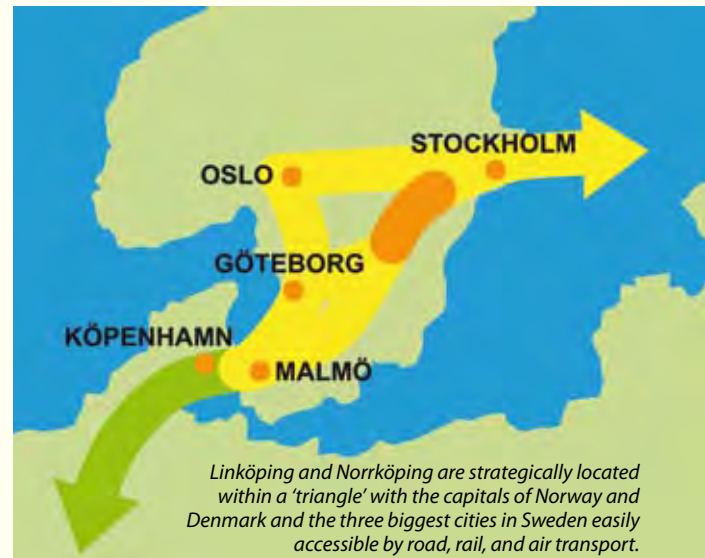 STOCKHOLM
OSLO
GÖTEBORG
KÖPENHAMN
MALMÖ
Linköping and Norrköping are strategically located
within a ‘triangle’ with the capitals of Norway and
Denmark and the three biggest cities in Sweden easily
accessible by road, rail, and air transport.